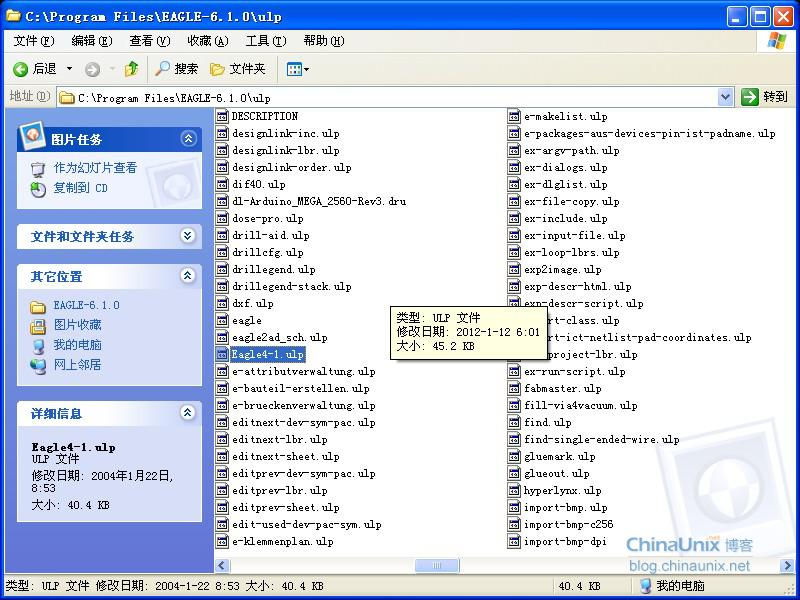 C:\Program Files\EAGLE-6.1.0\ulp
文件(F) 编辑(E) 查看(V) 收藏(A) 工具(T) 帮助(H)
后退 搜索 文件夹
地址(D) C:\Program Files\EAGLE-6.1.0\ulp 转到
图片任务
作为幻灯片查看
复制到 CD
文件和文件夹任务
其它位置
EAGLE-6.1.0
图片收藏
我的电脑
网上邻居
详细信息
Eagle4-1.ulp
ULP 文件
修改日期: 2004年1月22日,
8:53
大小: 40.4 KB
DESCRIPTION
designlink-inc.ulp
designlink-lbr.ulp
designlink-order.ulp
dif40.ulp
dl-Arduino_MEGA_2560-Rev3.dru
dose-pro.ulp
drill-aid.ulp
drillcfg.ulp
drillegend.ulp
drillegend-stack.ulp
dxf.ulp
eagle
eagle2ad_sch.ulp
Eagle4-1.ulp
e-attributverwaltung.ulp
e-bauteil-erstellen.ulp
e-brueckenverwaltung.ulp
editnext-dev-sym-pac.ulp
editnext-lbr.ulp
editnext-sheet.ulp
editprev-dev-sym-pac.ulp
editprev-lbr.ulp
editprev-sheet.ulp
edit-used-dev-pac-sym.ulp
e-klemmenplan.ulp
e-makelist.ulp
e-packages-aus-devices-pin-ist-padname.ulp
ex-argv-path.ulp
ex-dialogs.ulp
ex-dlglist.ulp
ex-file-copy.ulp
ex-include.ulp
ex-input-file.ulp
ex-loop-lbrs.ulp
exp2image.ulp
exp-descr-html.ulp
exp-descr-script.ulp
rt-class.ulp
rt-ict-netlist-pad-coordinates.ulp
project-lbr.ulp
ex-run-script.ulp
fabmaster.ulp
fill-via4vacuum.ulp
find.ulp
find-single-ended-wire.ulp
gluemark.ulp
glueout.ulp
hyperlynx.ulp
import-bmp.ulp
import-bmp-c256
import-bmp-dpi
类型: ULP 文件
修改日期: 2012-1-12 6:01
大小: 45.2 KB
ChinaUnix.net 博客
blog.chinaunix.net
类型: ULP 文件 修改日期: 2004-1-22 8:53 大小: 40.4 KB 40.4 KB 我的电脑